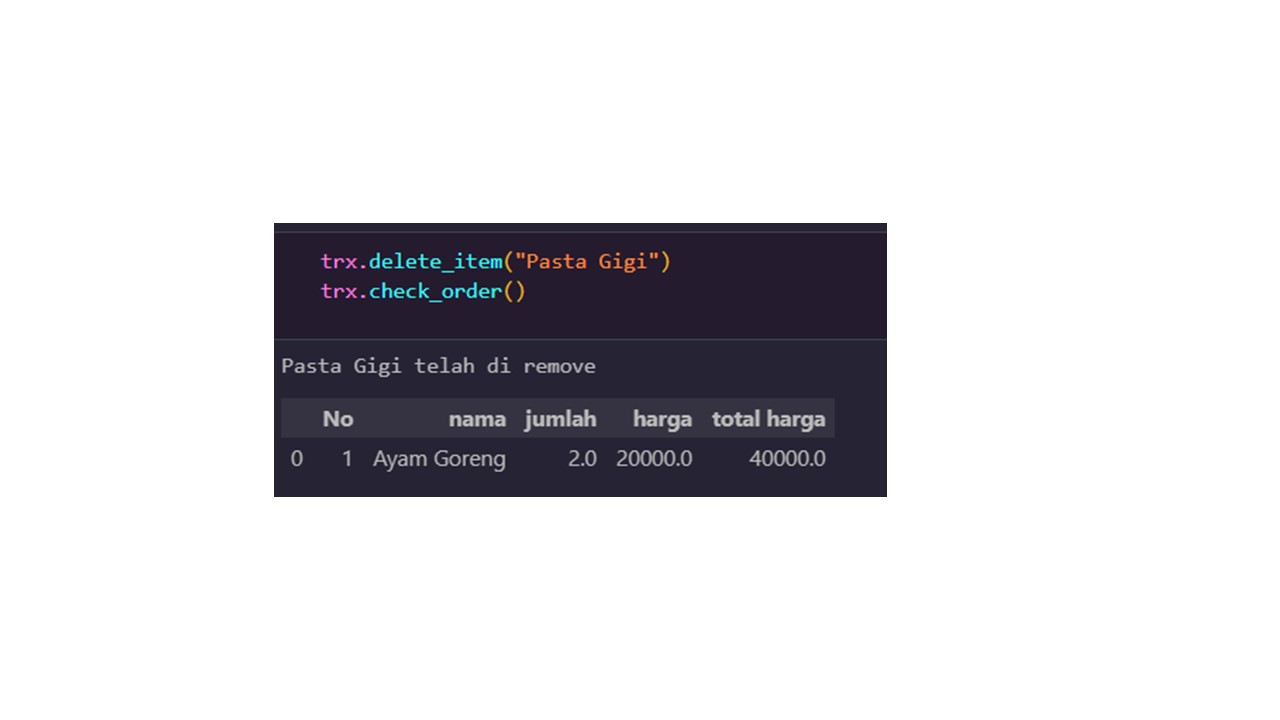 trx.delete_item("Pasta Gigi")
trx.check_order()
Pasta Gigi telah di remove
No nama jumlah harga total harga
0 1 Ayam Goreng 2.0 20000.0 40000.0